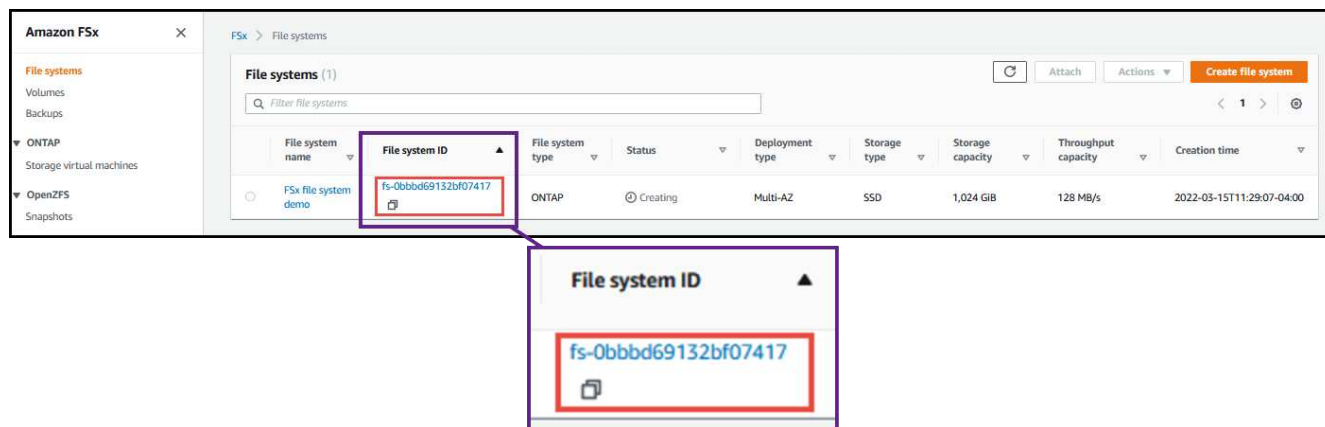 Amazon FSx
FSx > File systems
File systems
Volumes
Backups
ONTAP
Storage virtual machines
OpenZFS
Snapshots
File systems (1)
Attach
Actions
Create file system
Filter file systems
< 1 >
File system name
File system ID
File system type
Status
Deployment type
Storage type
Storage capacity
Throughput capacity
Creation time
FSx file system demo
fs-0bbbd69132bf07417
ONTAP
Creating
Multi-AZ
SSD
1,024 GiB
128 MB/s
2022-03-15T11:29:07-04:00
File system ID
fs-0bbbd69132bf07417